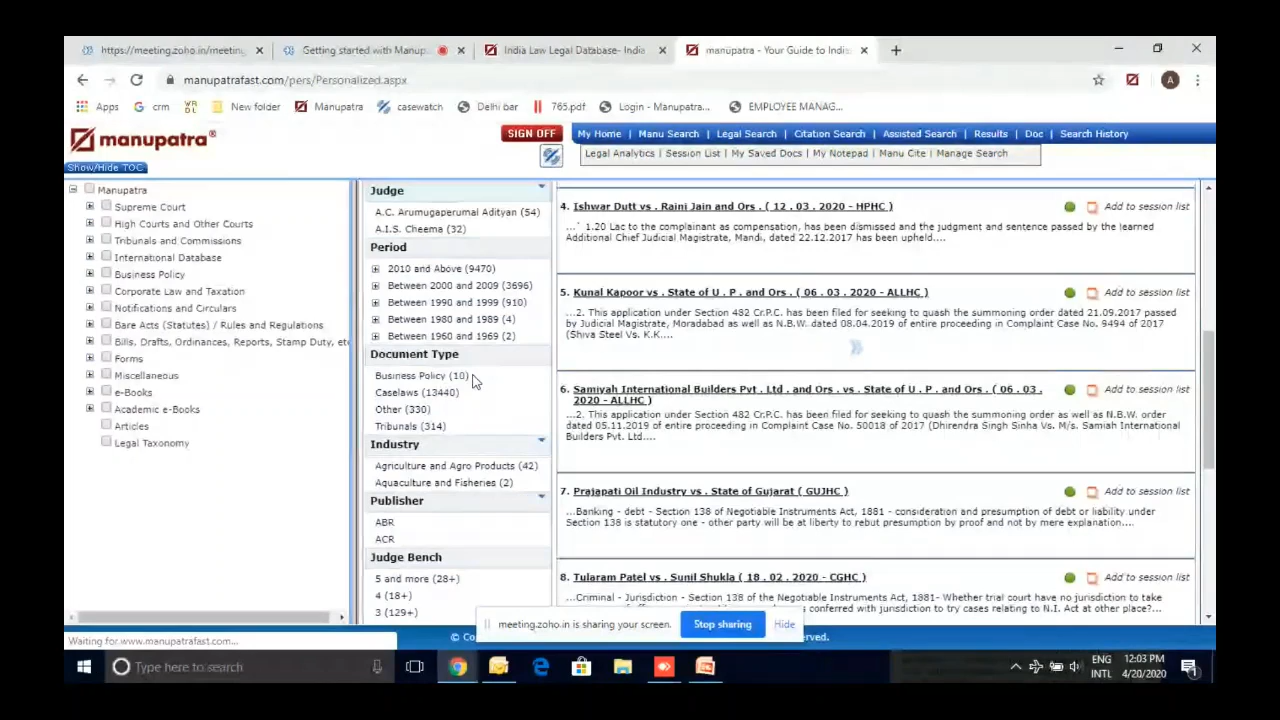 https://meeting.zoho.in/meeting
Getting started with Manup
India Law Legal Database- India
manupatra - Your Guide to India
manupatrafast.com/pers/Personalized.aspx
A
Apps
crm
New folder
Manupatra
casewatch
Delhi bar
765.pdf
Login - Manupatra...
EMPLOYEE MANAG...
manupatra®
SIGN OFF
My Home | Manu Search | Legal Search | Citation Search | Assisted Search | Results | Doc | Search History
Legal Analytics | Session List | My Saved Docs | My Notepad | Manu Cite | Manage Search
Show/Hide TOC
Manupatra
Supreme Court
High Courts and Other Courts
Tribunals and Commissions
International Database
Business Policy
Corporate Law and Taxation
Notifications and Circulars
Bare Acts (Statutes) / Rules and Regulations
Bills, Drafts, Ordinances, Reports, Stamp Duty, etc
Forms
Miscellaneous
e-Books
Academic e-Books
Articles
Legal Taxonomy
Judge
A.C. Arumugaperumal Adityan (54)
A.I.S. Cheema (32)
Period
2010 and Above (9470)
Between 2000 and 2009 (3696)
Between 1990 and 1999 (910)
Between 1980 and 1989 (4)
Between 1960 and 1969 (2)
Document Type
Business Policy (10)
Caselaws (13440)
Other (330)
Tribunals (314)
Industry
Agriculture and Agro Products (42)
Aquaculture and Fisheries (2)
Publisher
ABR
ACR
Judge Bench
5 and more (28+)
4 (18+)
3 (129+)
4. Ishwar Dutt vs . Rajni Jain and Ors . ( 12 . 03 . 2020 - HPHC )
Add to session list
...` 1.20 Lac to the complainant as compensation, has been dismissed and the judgment and sentence passed by the learned
Additional Chief Judicial Magistrate, Mandi, dated 22.12.2017 has been upheld....
5. Kunal Kapoor vs . State of U . P . and Ors . ( 06 . 03 . 2020 - ALLHC )
Add to session list
...2. This application under Section 482 Cr.P.C. has been filed for seeking to quash the summoning order dated 21.09.2017 passed
by Judicial Magistrate, Moradabad as well as N.B.W. dated 08.04.2019 of entire proceeding in Complaint Case No. 9494 of 2017
(Shiva Steel Vs. K.K....
6. Samiyah International Builders Pvt . Ltd . and Ors . vs . State of U . P . and Ors . ( 06 . 03 .
2020 - ALLHC )
Add to session list
...2. This application under Section 482 Cr.P.C. has been filed for seeking to quash the summoning order as well as N.B.W. order
dated 05.11.2019 of entire proceeding in Complaint Case No. 50018 of 2017 (Dhirendra Singh Sinha Vs. M/s. Samiah International
Builders Pvt. Ltd....
7. Prajapati Oil Industry vs . State of Gujarat ( GUJHC )
Add to session list
...Banking - debt - Section 138 of Negotiable Instruments Act, 1881 - consideration and presumption of debt or liability under
Section 138 is statutory one - other party will be at liberty to rebut presumption by proof and not by mere explanation....
8. Tularam Patel vs . Sunil Shukla ( 18 . 02 . 2020 - CGHC )
Add to session list
...Criminal - Jurisdiction - Section 138 of the Negotiable Instruments Act, 1881- Whether trial court have no jurisdiction to take
conferred with jurisdiction to try cases relating to N.I. Act at other place?...
meeting.zoho.in is sharing your screen.
Stop sharing
Hide
Waiting for www.manupatrafast.com...
© Co
rved.
Type here to search
ENG
INTL
12:03 PM
4/20/2020
1